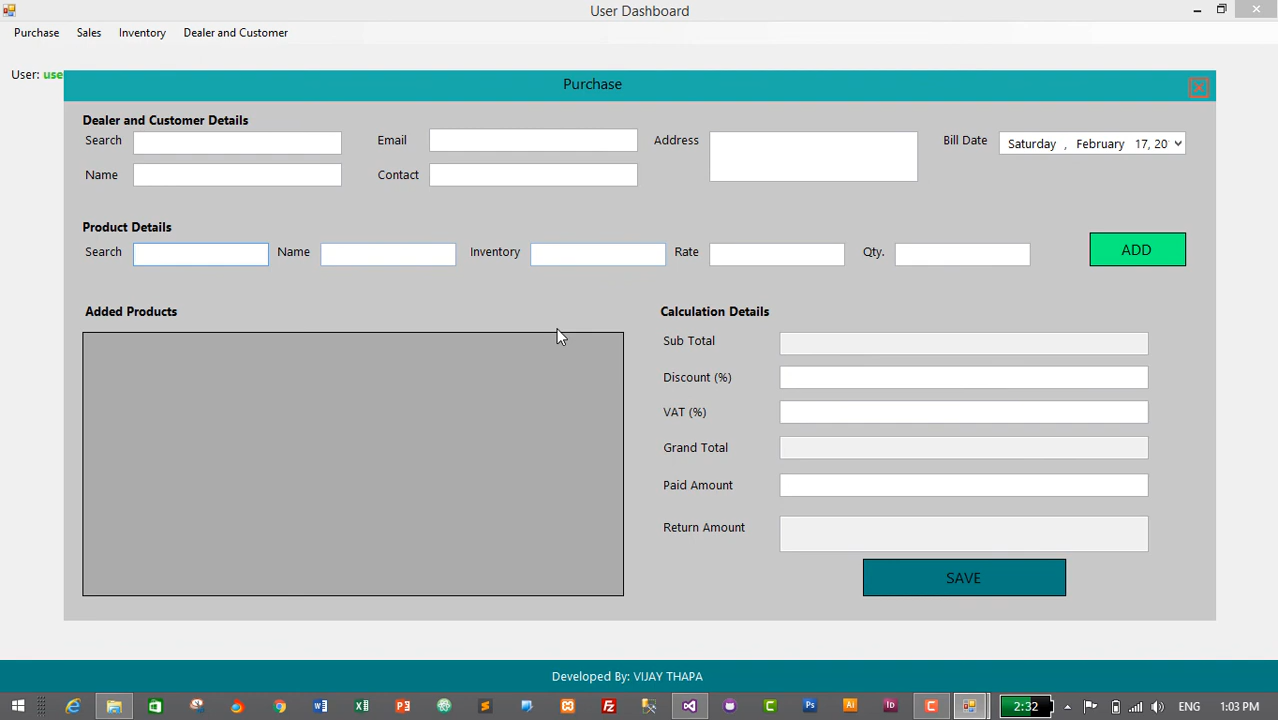 User Dashboard
Purchase Sales Inventory Dealer and Customer
User: use
Purchase
Dealer and Customer Details
Search Email Address Bill Date Saturday , February 17, 20
Name Contact
Product Details
Search Name Inventory Rate Qty. ADD
Added Products Calculation Details
Sub Total
Discount (%)
VAT (%)
Grand Total
Paid Amount
Return Amount
SAVE
Developed By: VIJAY THAPA
2:32 ENG 1:03 PM